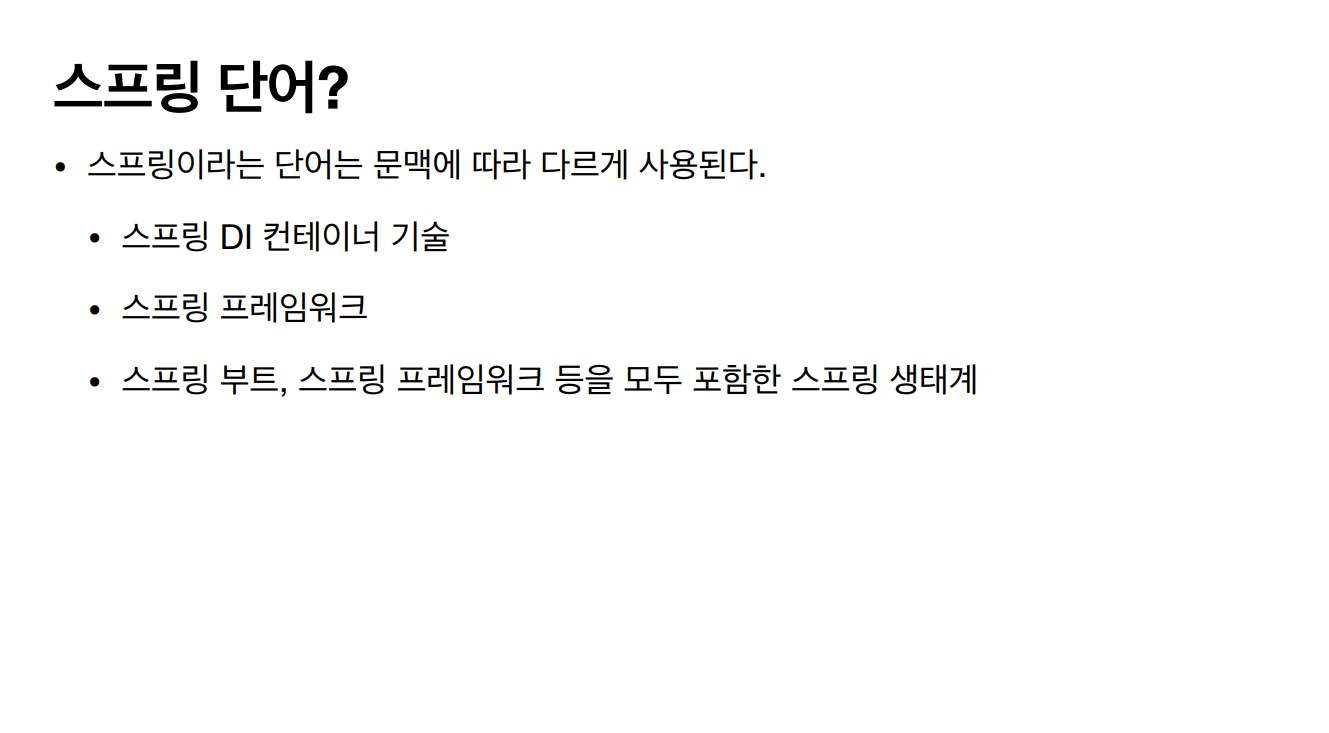 스프링 단어?
• 스프링이라는 단어는 문맥에 따라 다르게 사용된다.
• 스프링 DI 컨테이너 기술
• 스프링 프레임워크
• 스프링 부트, 스프링 프레임워크 등을 모두 포함한 스프링 생태계